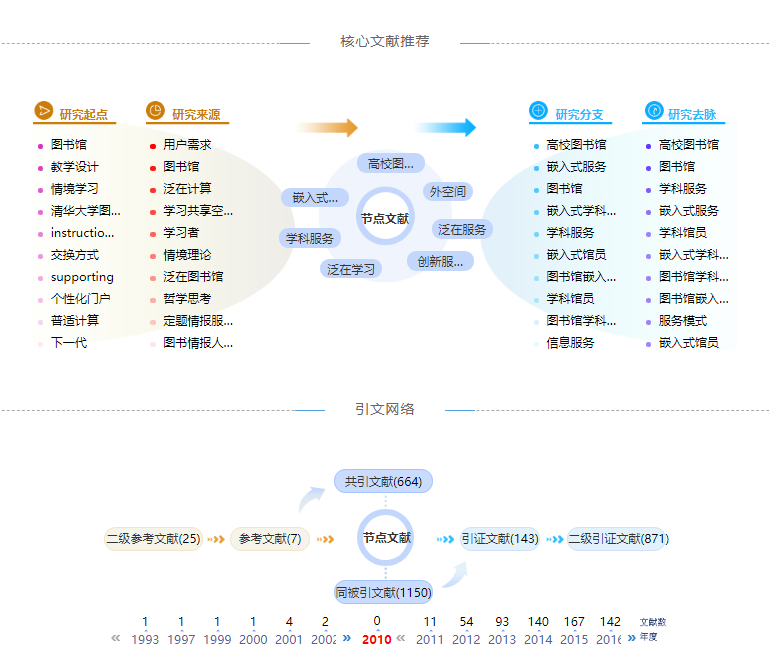 核心文献推荐
研究起点
图书馆
教学设计
情境学习
清华大学图...
instructio...
交换方式
supporting
个性化门户
普适计算
下一代
研究来源
用户需求
图书馆
泛在计算
学习共享空...
学习者
情境理论
泛在图书馆
哲学思考
定题情报服...
图书情报人...
高校图...
嵌入式...
外空间
节点文献
泛在服务
学科服务
创新服...
泛在学习
研究分支
高校图书馆
嵌入式服务
图书馆
嵌入式学科...
学科服务
嵌入式馆员
图书馆嵌入...
学科馆员
图书馆学科...
信息服务
研究去脉
高校图书馆
图书馆
学科服务
嵌入式服务
学科馆员
嵌入式学科...
图书馆学科...
图书馆嵌入...
服务模式
嵌入式馆员
引文网络
共引文献(664)
二级参考文献(25) 参考文献(7) 节点文献 引证文献(143) 二级引证文献(871)
同被引文献(1150)
1 1 1 1 4 2 0 11 54 93 140 167 142 文献数
« 1993 1997 1999 2000 2001 2002 » 2010 « 2011 2012 2013 2014 2015 2016 » 年度